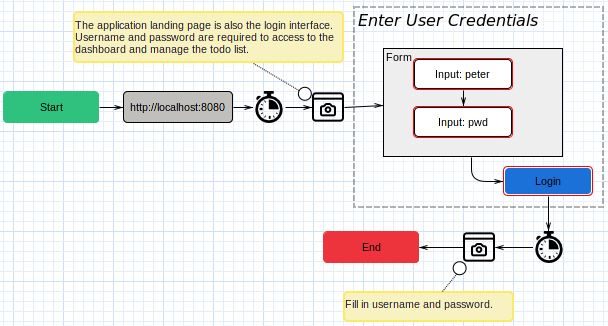 The application landing page is also the login interface.
Username and password are required to access to the
dashboard and manage the todo list.
Enter User Credentials
Form
Input: peter
Input: pwd
Start
http://localhost:8080
Login
End
Fill in username and password.